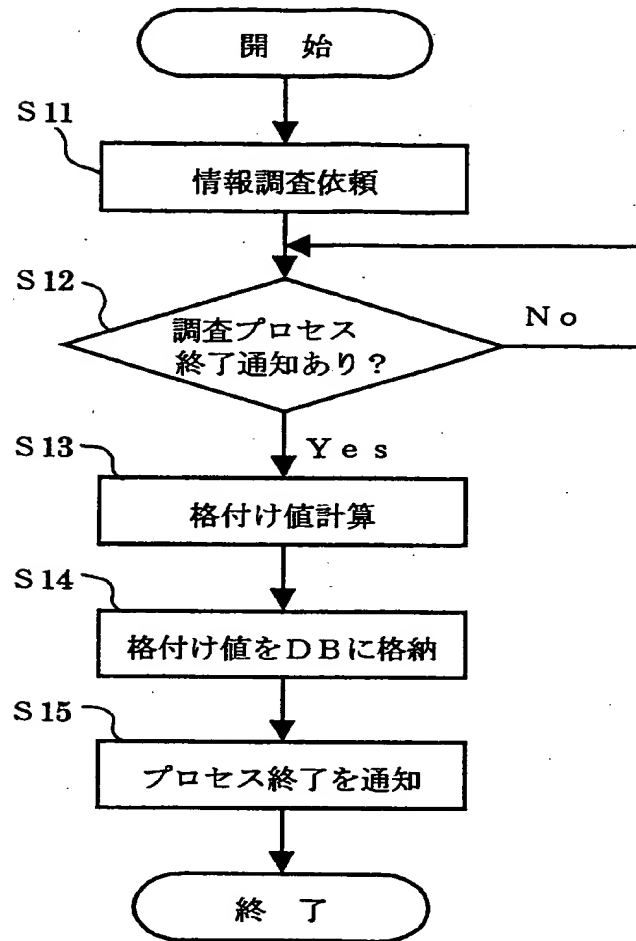 開 始
S11
情報調査依頼
S12
調査プロセス
終了通知あり?
No
Yes
S13
格付け値計算
S14
格付け値をDBに格納
S15
プロセス終了を通知
終 了